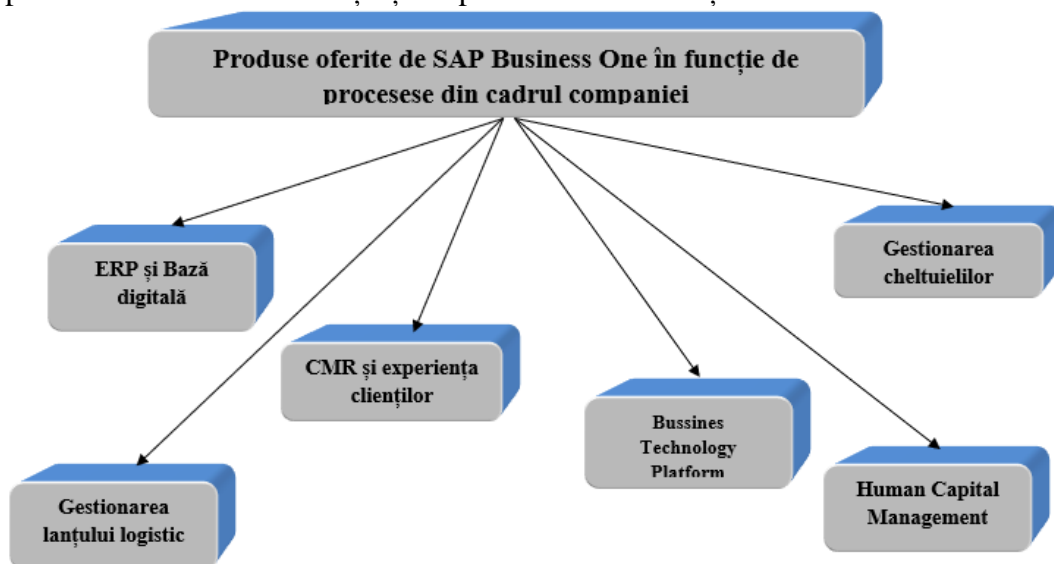 Produse oferite de SAP Business One în funcție de
procesese din cadrul companiei
ERP și Bază
digitală
Gestionarea
cheltuielilor
CMR și experiența
clienților
Bussines
Technology
Platform
Gestionarea
lanțului logistic
Human Capital
Management